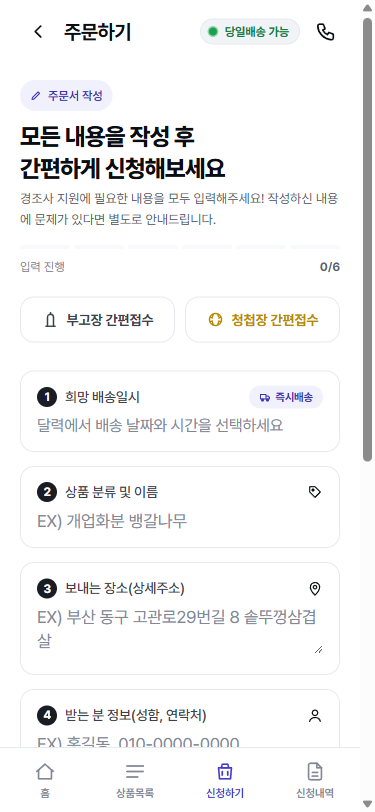 주문하기
당일배송 가능
주문서 작성
모든 내용을 작성 후
간편하게 신청해보세요
경조사 지원에 필요한 내용을 모두 입력해주세요! 작성하신 내용
에 문제가 있다면 별도로 안내드립니다.
입력 진행
0/6
부고장 간편접수
청첩장 간편접수
1 희망 배송일시
즉시배송
달력에서 배송 날짜와 시간을 선택하세요
2 상품 분류 및 이름
EX) 개업화분 뱅갈나무
3 보내는 장소(상세주소)
EX) 부산 동구 고관로29번길 8 솥뚜껑삼겹
살
4 받는 분 정보(성함, 연락처)
EX) 홍길동, 010-0000-0000
홈
상품목록
신청하기
신청내역